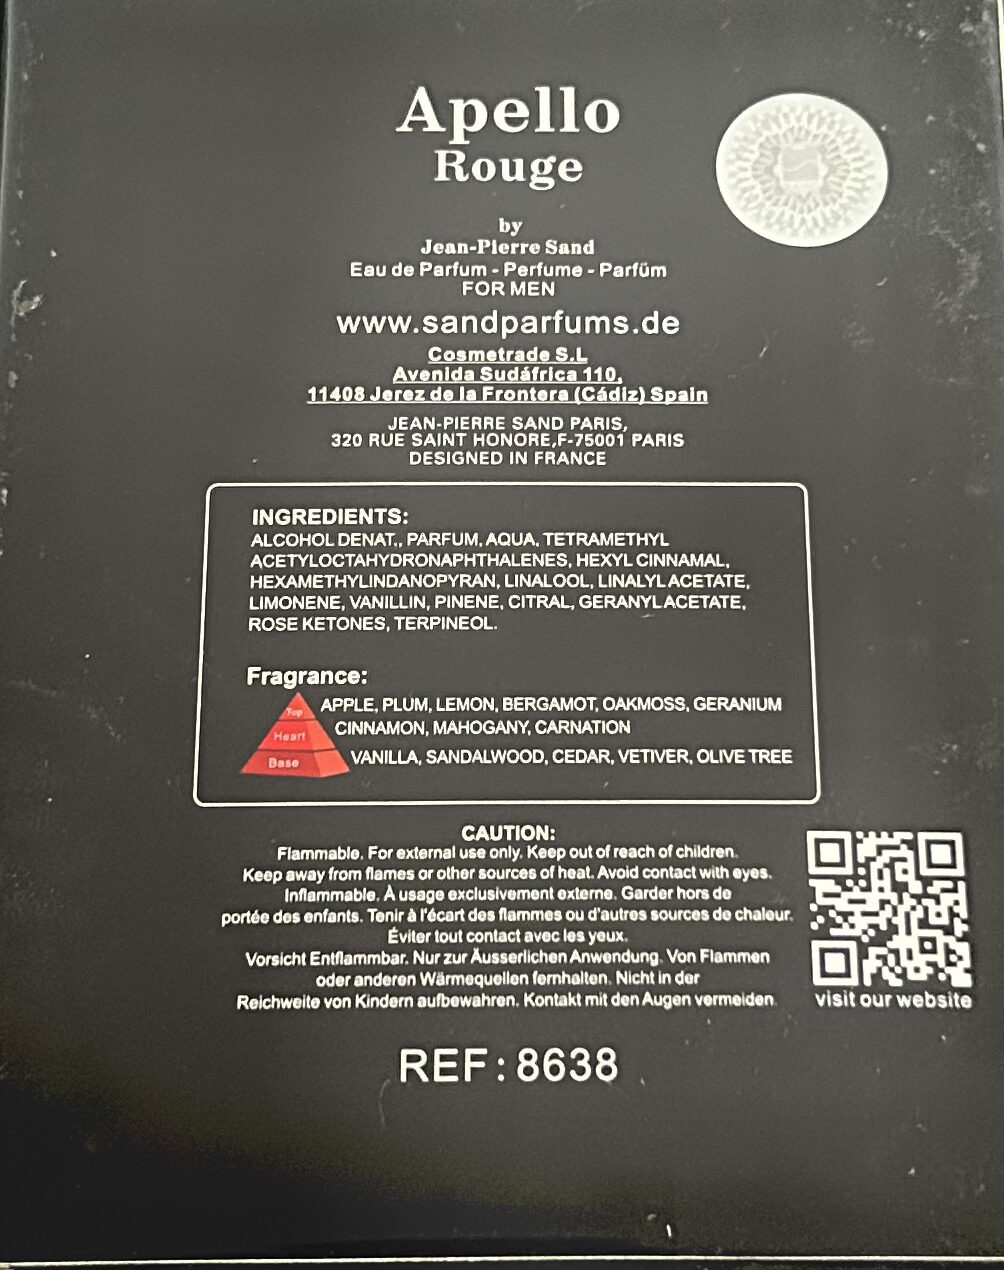 Apello
Rouge
by
Jean-Pierre Sand
Eau de Parfum - Perfume - Parfüm
FOR MEN
www.sandparfums.de
Cosmetrade S.L
Avenida Sudáfrica 110,
11408 Jerez de la Frontera (Cádiz) Spain
JEAN-PIERRE SAND PARIS,
320 RUE SAINT HONORE,F-75001 PARIS
DESIGNED IN FRANCE
INGREDIENTS:
ALCOHOL DENAT., PARFUM, AQUA, TETRAMETHYL
ACETYLOCTAHYDRONAPHTHALENES, HEXYL CINNAMAL,
HEXAMETHYLINDANOPYRAN, LINALOOL, LINALYL ACETATE,
LIMONENE, VANILLIN, PINENE, CITRAL, GERANYL ACETATE,
ROSE KETONES, TERPINEOL.
Fragrance:
Top APPLE, PLUM, LEMON, BERGAMOT, OAKMOSS, GERANIUM
Heart CINNAMON, MAHOGANY, CARNATION
Base VANILLA, SANDALWOOD, CEDAR, VETIVER, OLIVE TREE
CAUTION:
Flammable. For external use only. Keep out of reach of children.
Keep away from flames or other sources of heat. Avoid contact with eyes.
Inflammable. À usage exclusivement externe. Garder hors de
portée des enfants. Tenir à l'écart des flammes ou d'autres sources de chaleur.
Éviter tout contact avec les yeux.
Vorsicht Entflammbar. Nur zur Äusserlichen Anwendung. Von Flammen
oder anderen Wärmequellen fernhalten. Nicht in der
Reichweite von Kindern aufbewahren. Kontakt mit den Augen vermeiden.
visit our website
REF : 8638